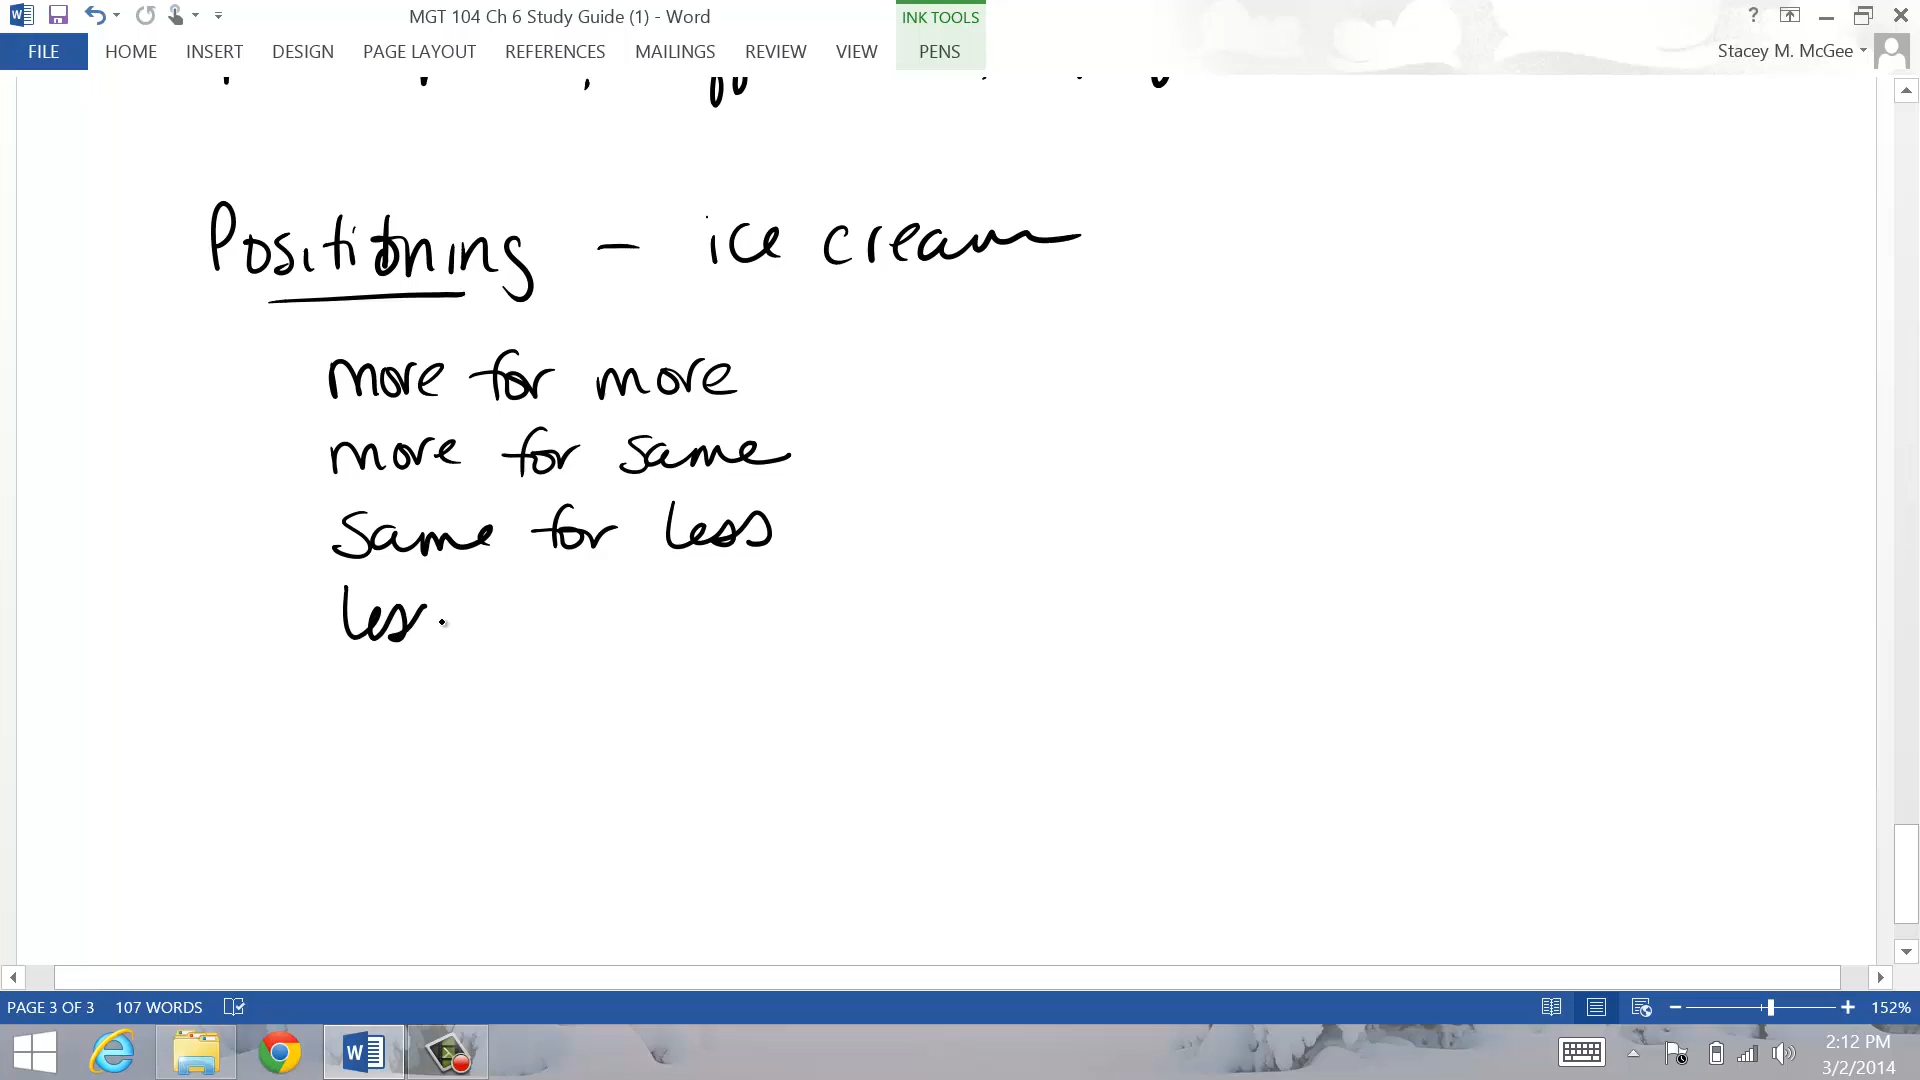 MGT 104 Ch 6 Study Guide (1) - Word
INK TOOLS
?
FILE HOME INSERT DESIGN PAGE LAYOUT REFERENCES MAILINGS REVIEW VIEW PENS
Stacey M. McGee
Positioning - ice cream
more for more
more for same
Same for less
less
PAGE 3 OF 3 107 WORDS
152%
2:12 PM
3/2/2014